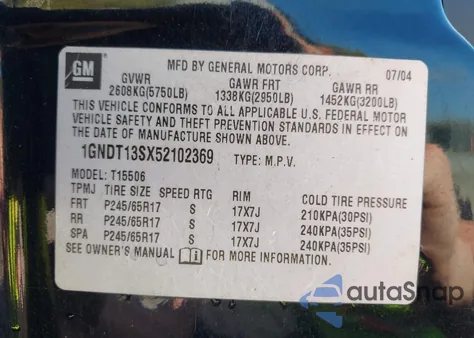 GM
MFD BY GENERAL MOTORS CORP. 07/04
GVWR GAWR FRT GAWR RR
2608KG(5750LB) 1338KG(2950LB) 1452KG(3200LB)
THIS VEHICLE CONFORMS TO ALL APPLICABLE U.S. FEDERAL MOTOR
VEHICLE SAFETY AND THEFT PREVENTION STANDARDS IN EFFECT ON
THE DATE OF MANUFACTURE SHOWN ABOVE.
1GNDT13SX52102369 TYPE: M.P.V.
MODEL: T15506
TPMJ TIRE SIZE SPEED RTG RIM COLD TIRE PRESSURE
FRT P245/65R17 S 17X7J 210KPA(30PSI)
RR P245/65R17 S 17X7J 240KPA(35PSI)
SPA P245/65R17 S 17X7J 240KPA(35PSI)
SEE OWNER'S MANUAL FOR MORE INFORMATION.
autoSnap